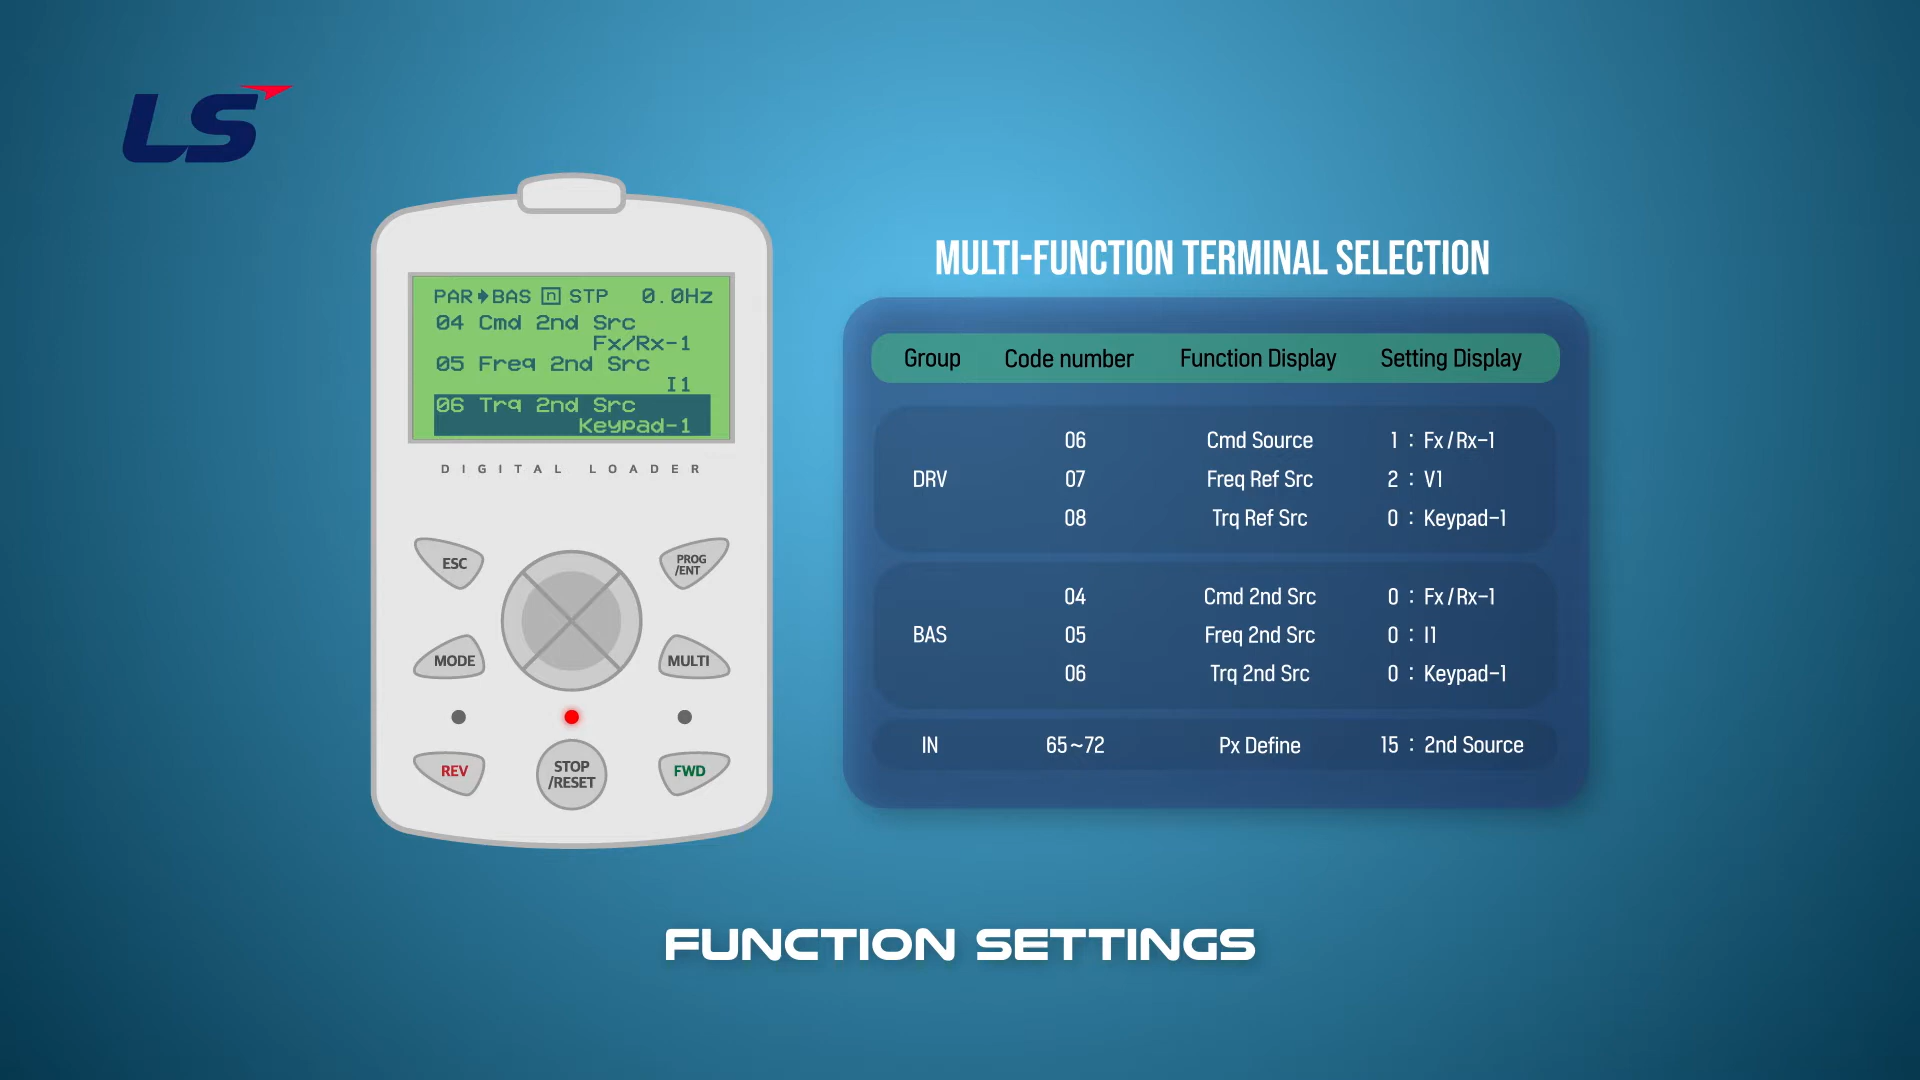 LS
PAR➧BAS n STP 0.0Hz
04 Cmd 2nd Src
Fx/Rx-1
05 Freq 2nd Src
I1
06 Trq 2nd Src
Keypad-1
DIGITAL LOADER
ESC
PROG
/ENT
MODE
MULTI
REV
STOP
/RESET
FWD
MULTI-FUNCTION TERMINAL SELECTION
Group Code number Function Display Setting Display
06 Cmd Source 1 : Fx/Rx-1
DRV 07 Freq Ref Src 2 : V1
08 Trq Ref Src 0 : Keypad-1
04 Cmd 2nd Src 0 : Fx/Rx-1
BAS 05 Freq 2nd Src 0 : I1
06 Trq 2nd Src 0 : Keypad-1
IN 65~72 Px Define 15 : 2nd Source
FUNCTION SETTINGS